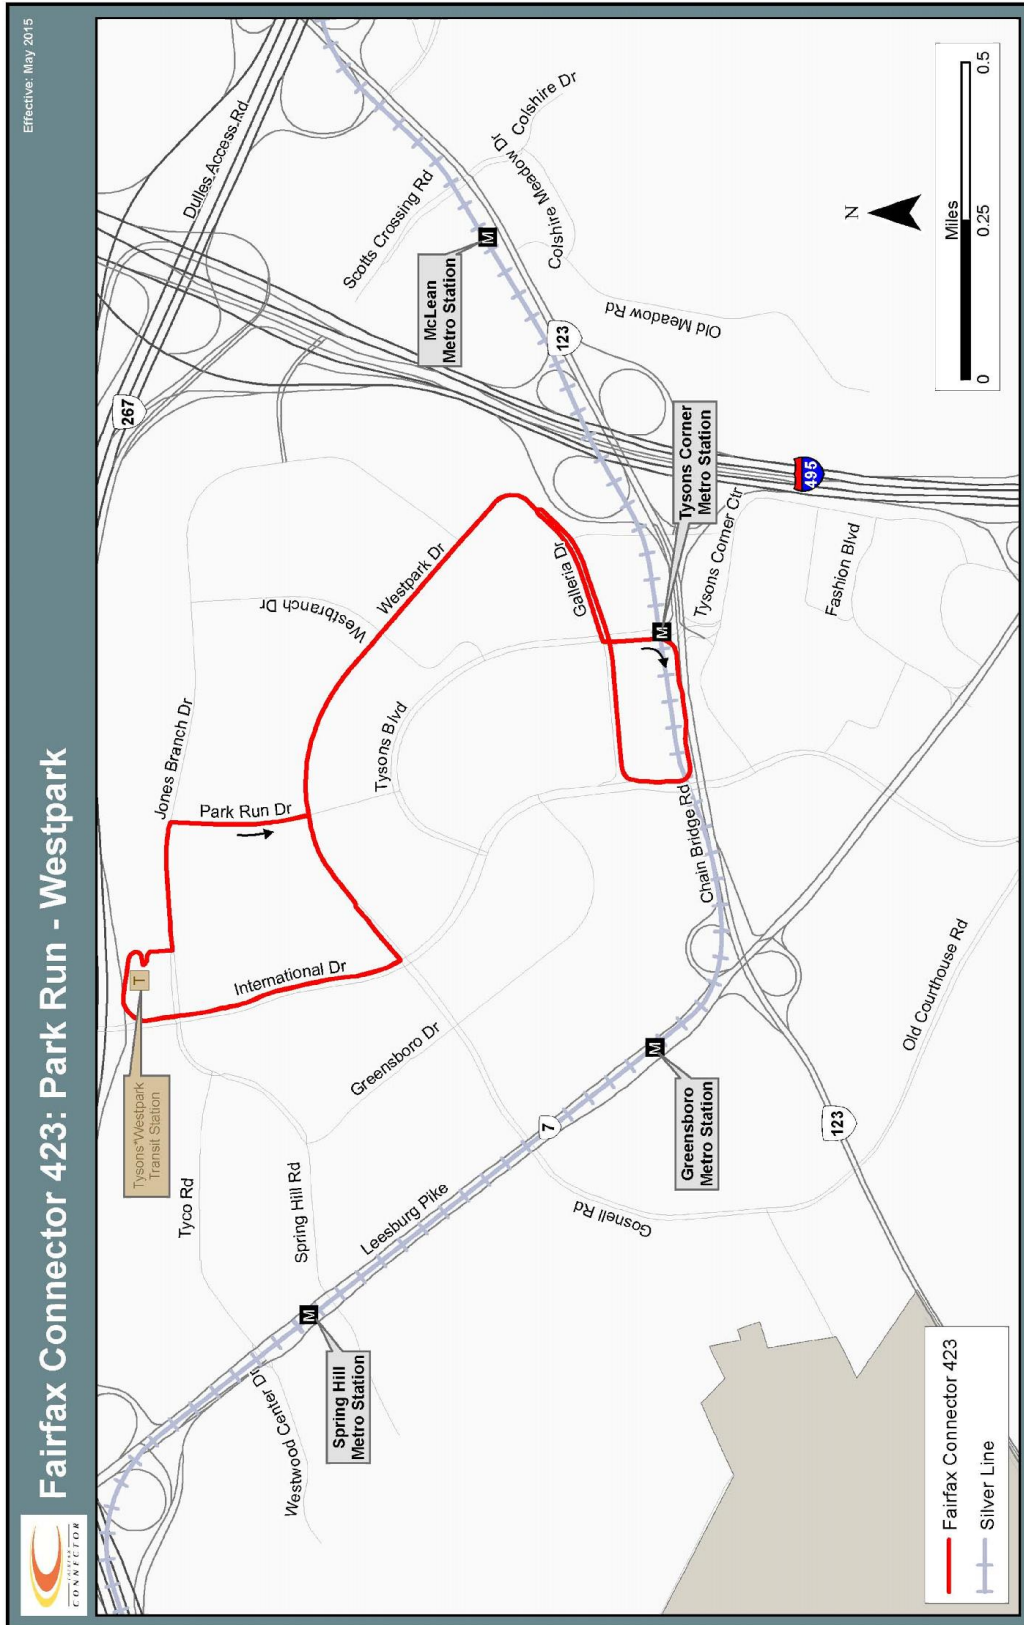 Fairfax Connector 423: Park Run - Westpark
Effective: May 2015
CONNECTOR
Dulles Access Rd
267
Scotts Crossing Rd
Colshire Dr
Colshire Meadow Dr
McLean
Metro Station
M
123
Old Meadow Rd
Jones Branch Dr
Westbranch Dr
Westpark Dr
Park Run Dr
Tysons Blvd
Galleria Dr
Tysons Corner
Metro Station
M
Tysons Corner Ctr
495
Fashion Blvd
Tysons*Westpark
Transit Station
T
International Dr
Greensboro Dr
Chain Bridge Rd
Tyco Rd
Spring Hill Rd
Leesburg Pike
7
Greensboro
Metro Station
M
Old Courthouse Rd
123
Gosnell Rd
Spring Hill
Metro Station
M
Westwood Center Dr
N
Miles
0
0.25
0.5
Fairfax Connector 423
Silver Line